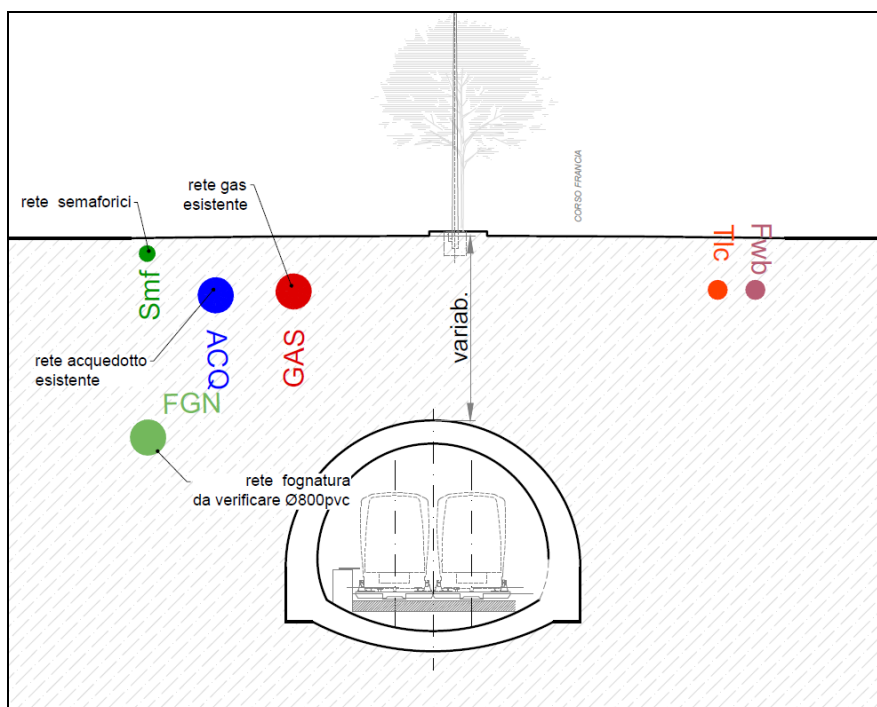 CORSO FRANCIA
rete gas
esistente
rete semaforici
Smf
ACQ
GAS
variab.
Tlc
Fwb
rete acquedotto
esistente
FGN
rete fognatura
da verificare Ø800pvc